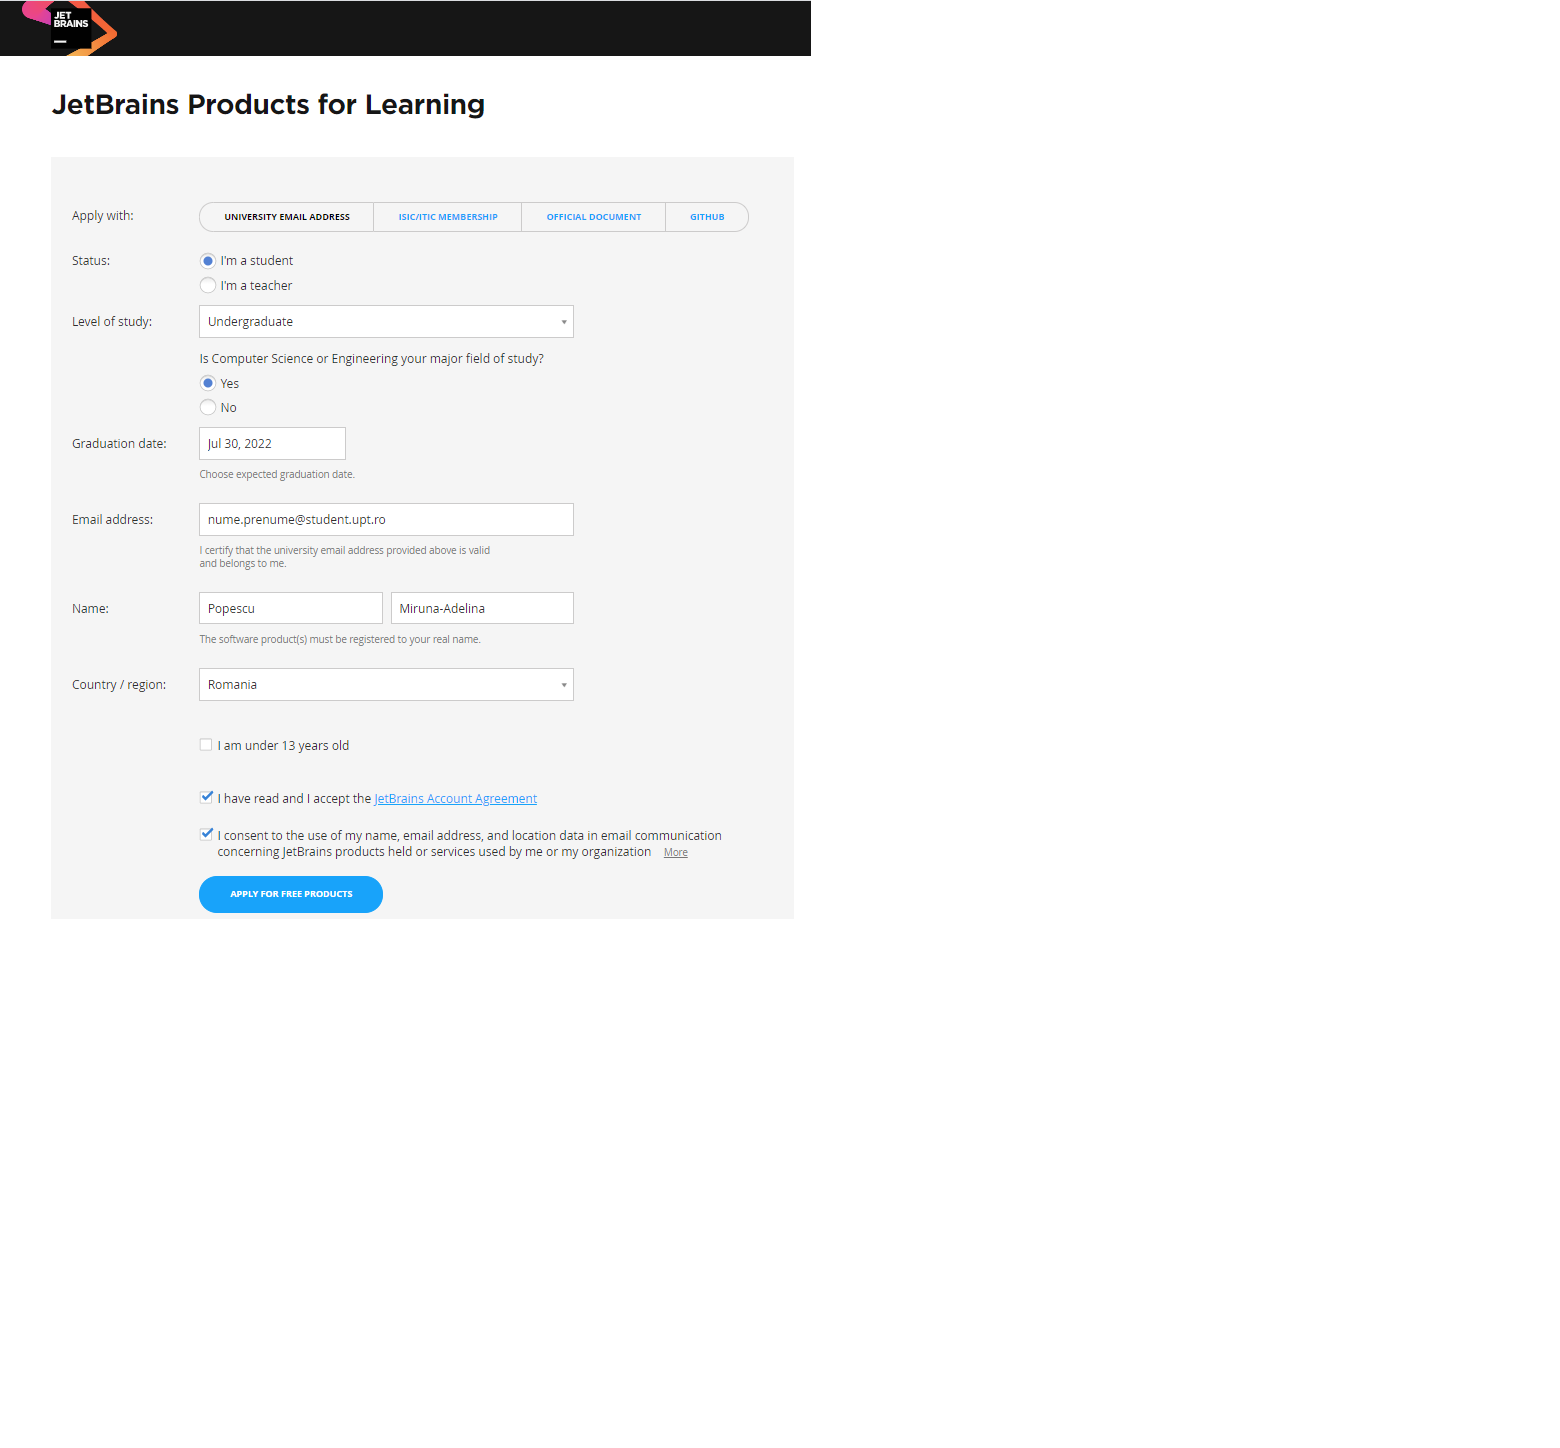 JET
BRAINS
JetBrains Products for Learning
Apply with:
UNIVERSITY EMAIL ADDRESS
ISIC/ITIC MEMBERSHIP
OFFICIAL DOCUMENT
GITHUB
Status:
I'm a student
I'm a teacher
Level of study:
Undergraduate
Is Computer Science or Engineering your major field of study?
Yes
No
Graduation date:
Jul 30, 2022
Choose expected graduation date.
Email address:
nume.prenume@student.upt.ro
I certify that the university email address provided above is valid
and belongs to me.
Name:
Popescu
Miruna-Adelina
The software product(s) must be registered to your real name.
Country / region:
Romania
I am under 13 years old
I have read and I accept the JetBrains Account Agreement
I consent to the use of my name, email address, and location data in email communication
concerning JetBrains products held or services used by me or my organization More
APPLY FOR FREE PRODUCTS